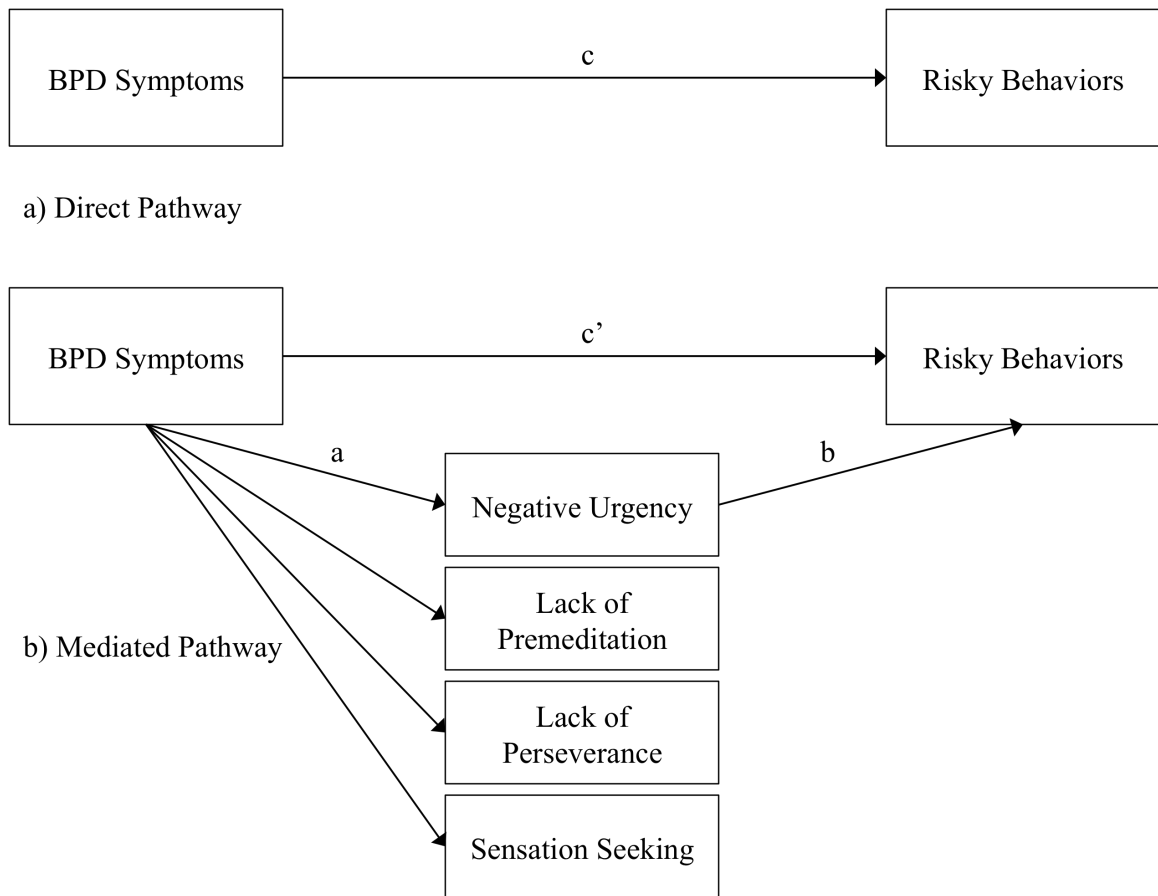 BPD Symptoms
c
Risky Behaviors
a) Direct Pathway
BPD Symptoms
c’
Risky Behaviors
a
b
Negative Urgency
Lack of
Premeditation
b) Mediated Pathway
Lack of
Perseverance
Sensation Seeking